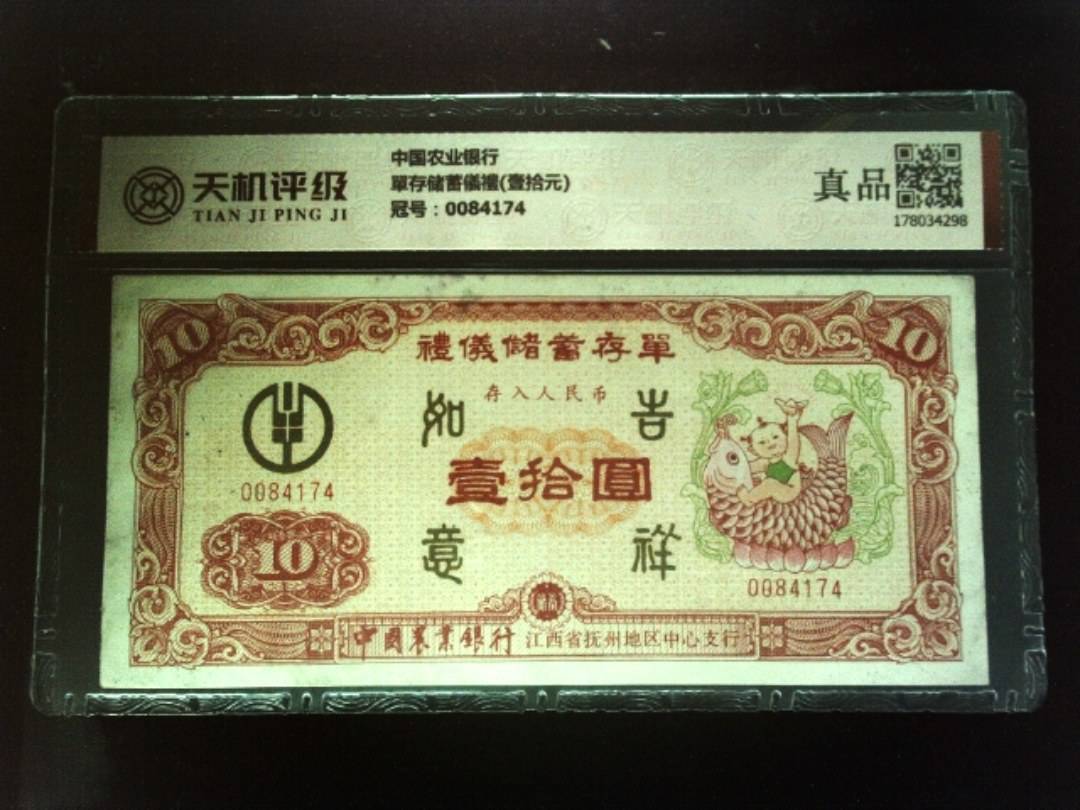 天机评级
TIAN JI PING JI
中国农业银行
單存储蓄儀禮(壹拾元)
冠号：0084174
真品
178034298
10
10
禮儀儲蓄存單
存入人民币
如 吉
壹拾圓
意 祥
0084174
10
0084174
中國农業銀行 江西省抚州地区中心支行